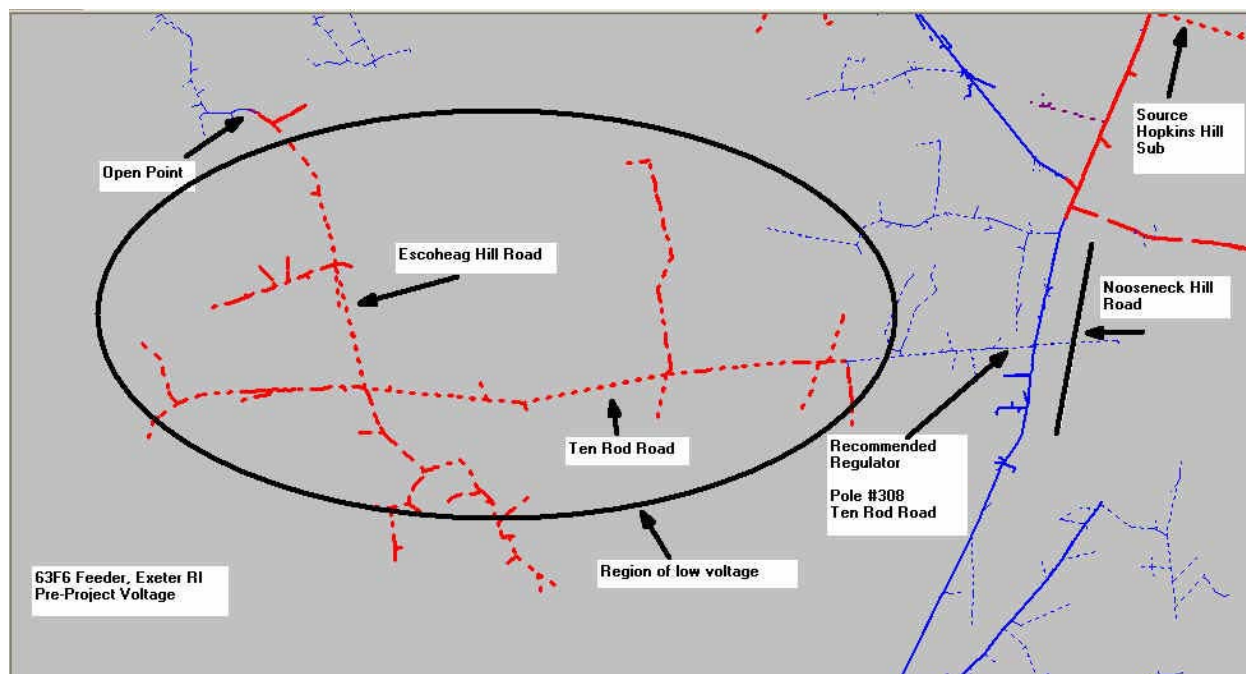 Source
Hopkins Hill
Sub
Open Point
Escoheag Hill Road
Nooseneck Hill
Road
Ten Rod Road
Recommended
Regulator
Pole #308
Ten Rod Road
Region of low voltage
63F6 Feeder, Exeter RI
Pre-Project Voltage